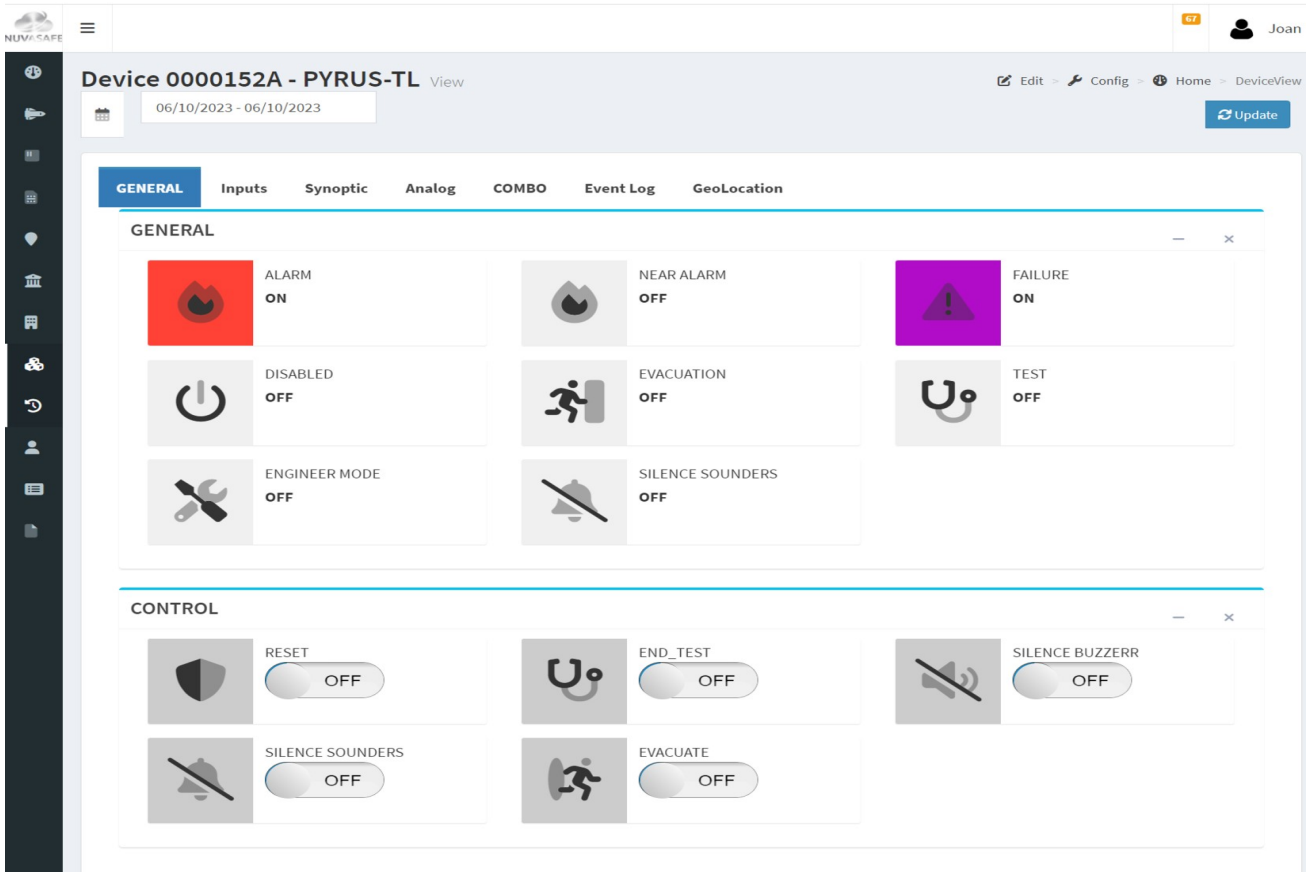 NUVASAFE
67
Joan
Device 0000152A - PYRUS-TL View
Edit > Config > Home > DeviceView
06/10/2023 - 06/10/2023
Update
GENERAL Inputs Synoptic Analog COMBO Event Log GeoLocation
GENERAL
ALARM
ON
NEAR ALARM
OFF
FAILURE
ON
DISABLED
OFF
EVACUATION
OFF
TEST
OFF
ENGINEER MODE
OFF
SILENCE SOUNDERS
OFF
CONTROL
RESET
OFF
END_TEST
OFF
SILENCE BUZZERR
OFF
SILENCE SOUNDERS
OFF
EVACUATE
OFF